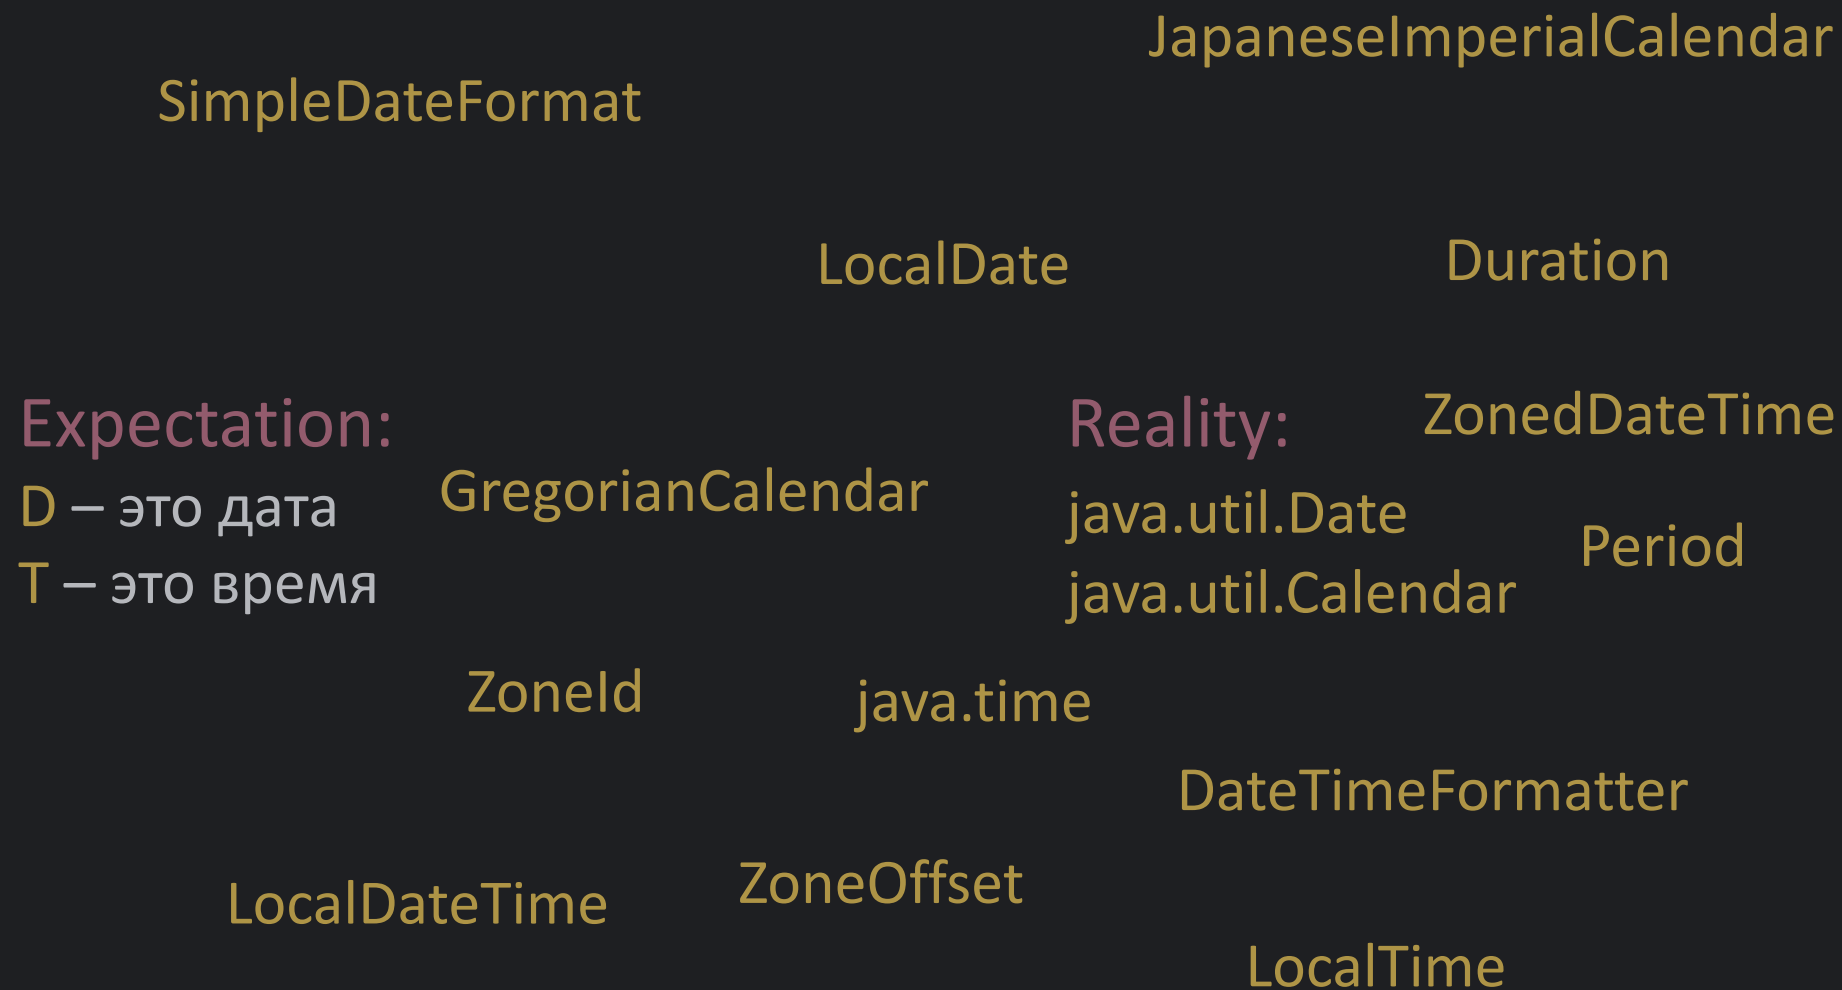 JapaneseImperialCalendar
SimpleDateFormat
LocalDate
Duration
Expectation:
D – это дата
T – это время
GregorianCalendar
Reality:
java.util.Date
java.util.Calendar
ZonedDateTime
Period
ZoneId
java.time
DateTimeFormatter
ZoneOffset
LocalDateTime
LocalTime